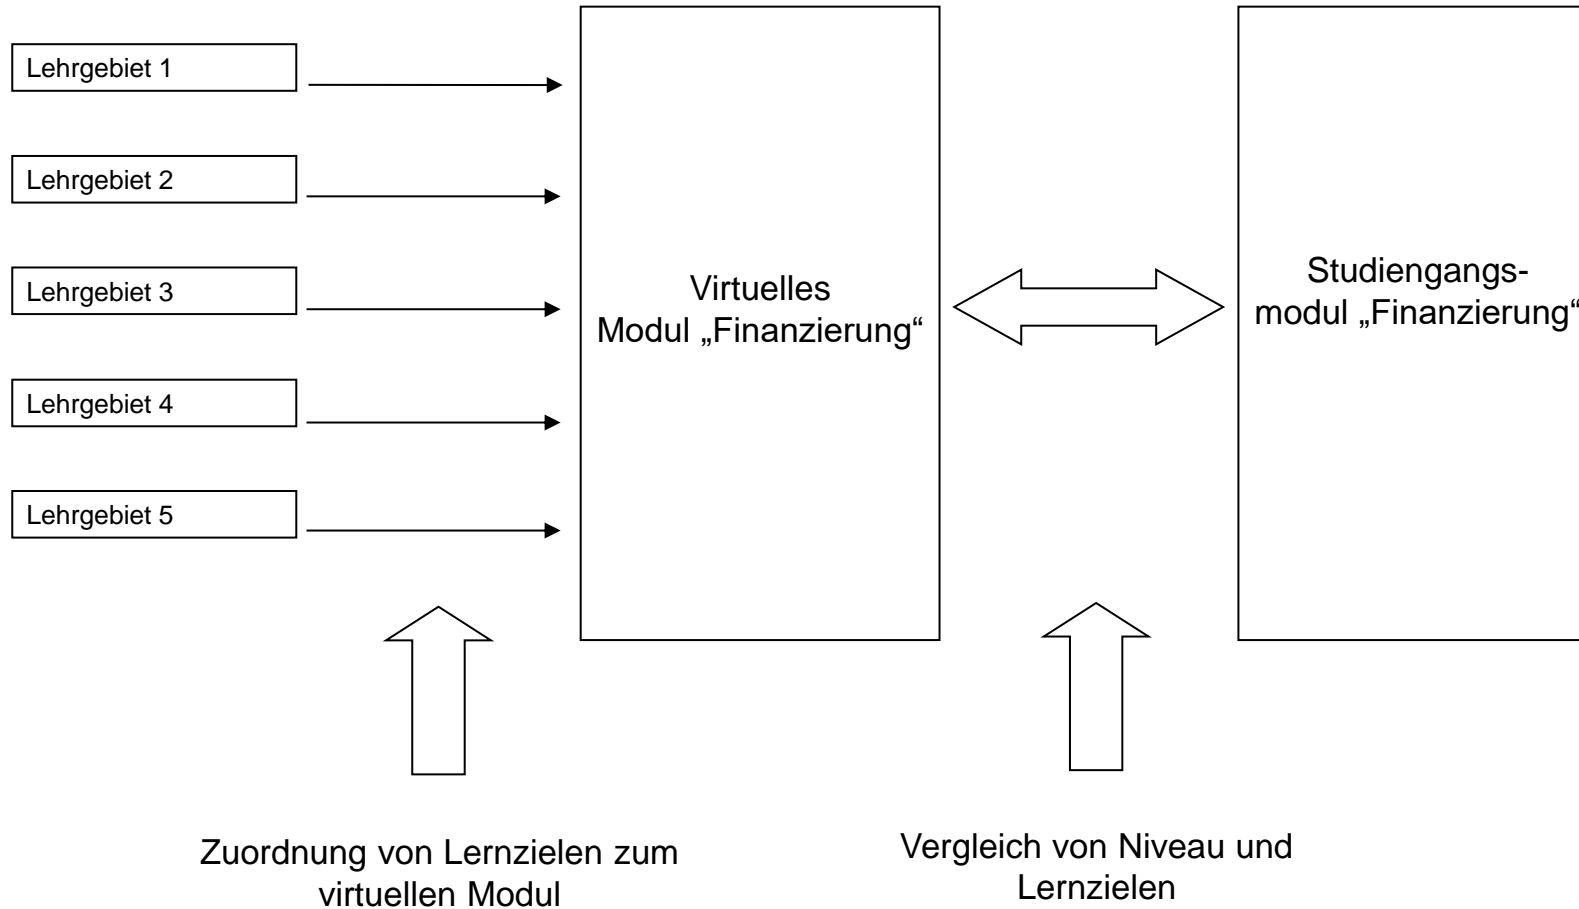 Lehrgebiet 1
Lehrgebiet 2
Lehrgebiet 3
Lehrgebiet 4
Lehrgebiet 5
Virtuelles
Modul „Finanzierung“
Studiengangs-
modul „Finanzierung“
Zuordnung von Lernzielen zum
virtuellen Modul
Vergleich von Niveau und
Lernzielen